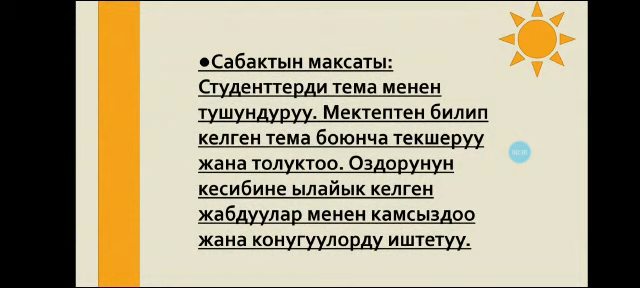 ●Сабактын максаты:
Студенттерди тема менен
тушундуруу. Мектептен билип
келген тема боюнча текшеруу
жана толуктоо. Оздорунун
кесибине ылайык келген
жабдуулар менен камсыздоо
жана конугуулорду иштетуу.